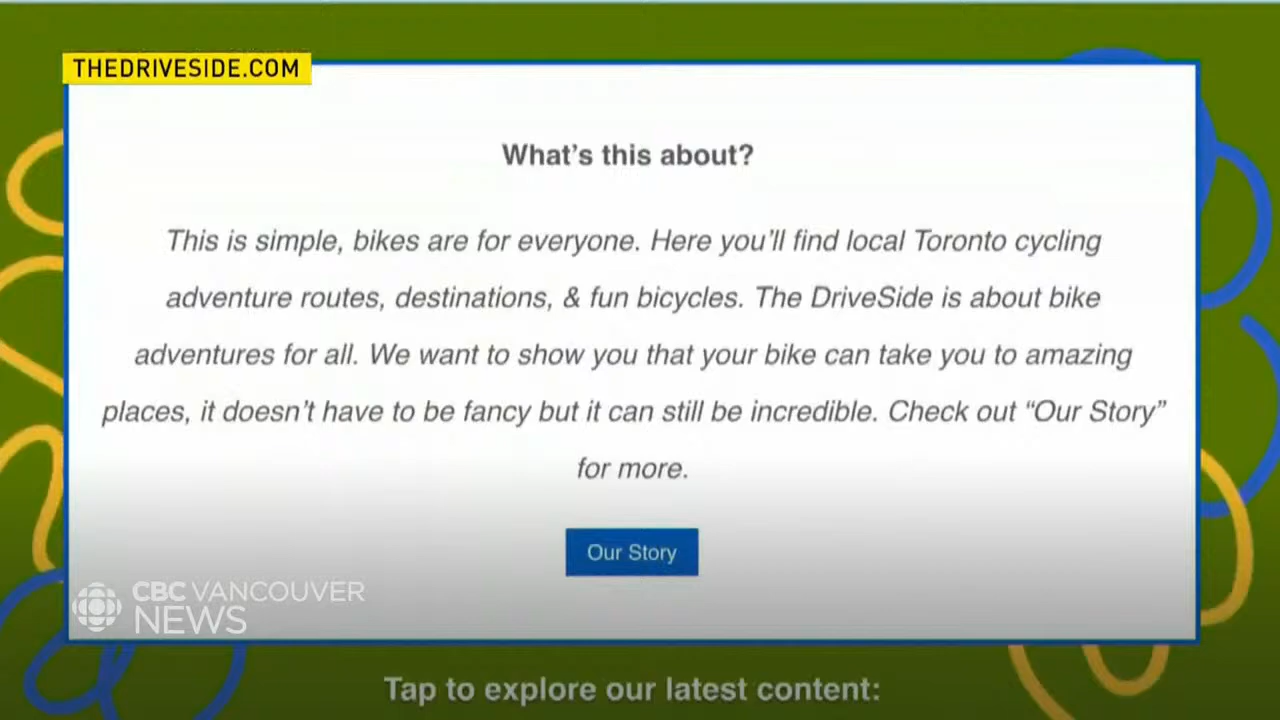 THEDRIVESIDE.COM
What's this about?
This is simple, bikes are for everyone. Here you'll find local Toronto cycling
adventure routes, destinations, & fun bicycles. The DriveSide is about bike
adventures for all. We want to show you that your bike can take you to amazing
places, it doesn't have to be fancy but it can still be incredible. Check out “Our Story”
for more.
Our Story
CBC VANCOUVER
NEWS
Tap to explore our latest content: